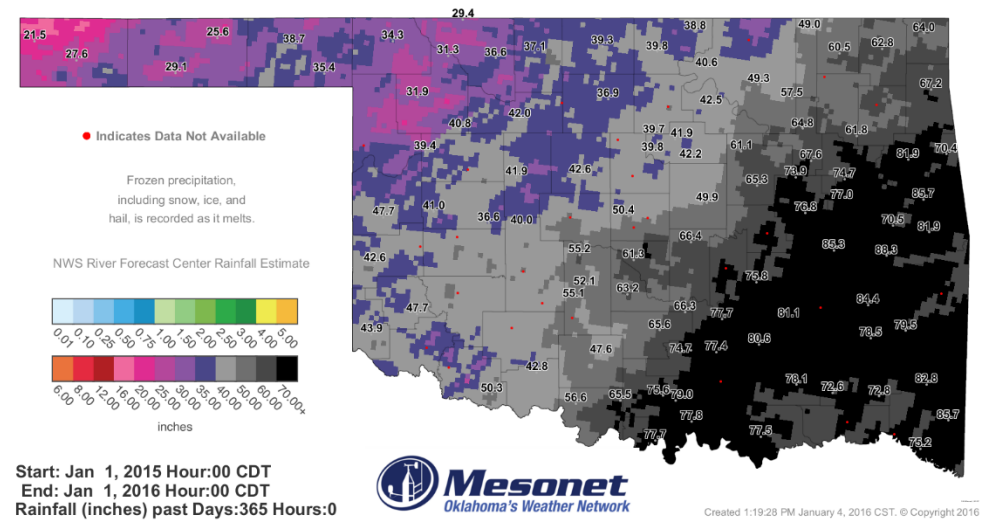 29.4
21.5 25.6 34.3 38.8 49.0 64.0
27.6 38.7 31.3 36.6 37.1 39.3 39.8 60.5 62.8
29.1 35.4 40.6
31.9 36.9 49.3 57.5 67.2
42.0 42.5
40.8 39.7 41.9 64.8 61.8
39.4 39.8 42.2 61.1 67.6 81.9 70.4
Indicates Data Not Available
41.9 42.6 65.3 73.9 74.7
Frozen precipitation,
including snow, ice, and
hail, is recorded as it melts.
49.9 77.0 85.7
47.7 41.0 36.6 40.0 50.4 76.8 70.5 81.9
66.4 85.3 88.3
42.6 55.2 61.3
NWS River Forecast Center Rainfall Estimate
52.1 63.2 75.8
55.1 84.4
47.7 66.3 77.7 81.1
43.9 65.6 78.5 79.5
47.6 74.7 77.4 80.6
42.8
50.3 78.1 72.6 72.8 82.8
56.6 65.5 75.6 79.0
77.8 85.7
77.7 77.5 75.2
0.01 0.10 0.25 0.50 0.75 1.00 1.50 2.00 2.50 3.00 4.00 5.00
6.00 8.00 12.00 16.00 20.00 25.00 30.00 35.00 40.00 50.00 60.00 70.00+
inches
Start: Jan 1, 2015 Hour:00 CDT
End: Jan 1, 2016 Hour:00 CDT
Rainfall (inches) past Days:365 Hours:0
Mesonet
Oklahoma's Weather Network
Created 1:19:28 PM January 4, 2016 CST. © Copyright 2016